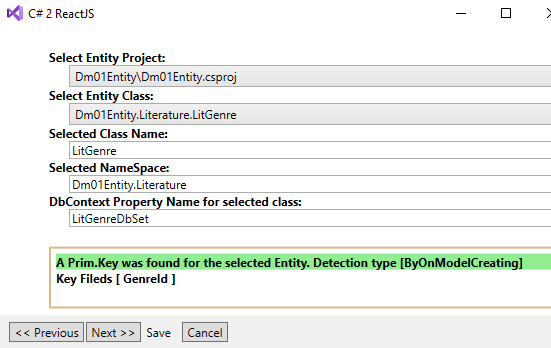 C# 2 ReactJS
Select Entity Project:
Dm01Entity\Dm01Entity.csproj
Select Entity Class:
Dm01Entity.Literature.LitGenre
Selected Class Name:
LitGenre
Selected NameSpace:
Dm01Entity.Literature
DbContext Property Name for selected class:
LitGenreDbSet
A Prim.Key was found for the selected Entity. Detection type [ByOnModelCreating]
Key Fileds [ GenreId ]
<< Previous Next >> Save Cancel